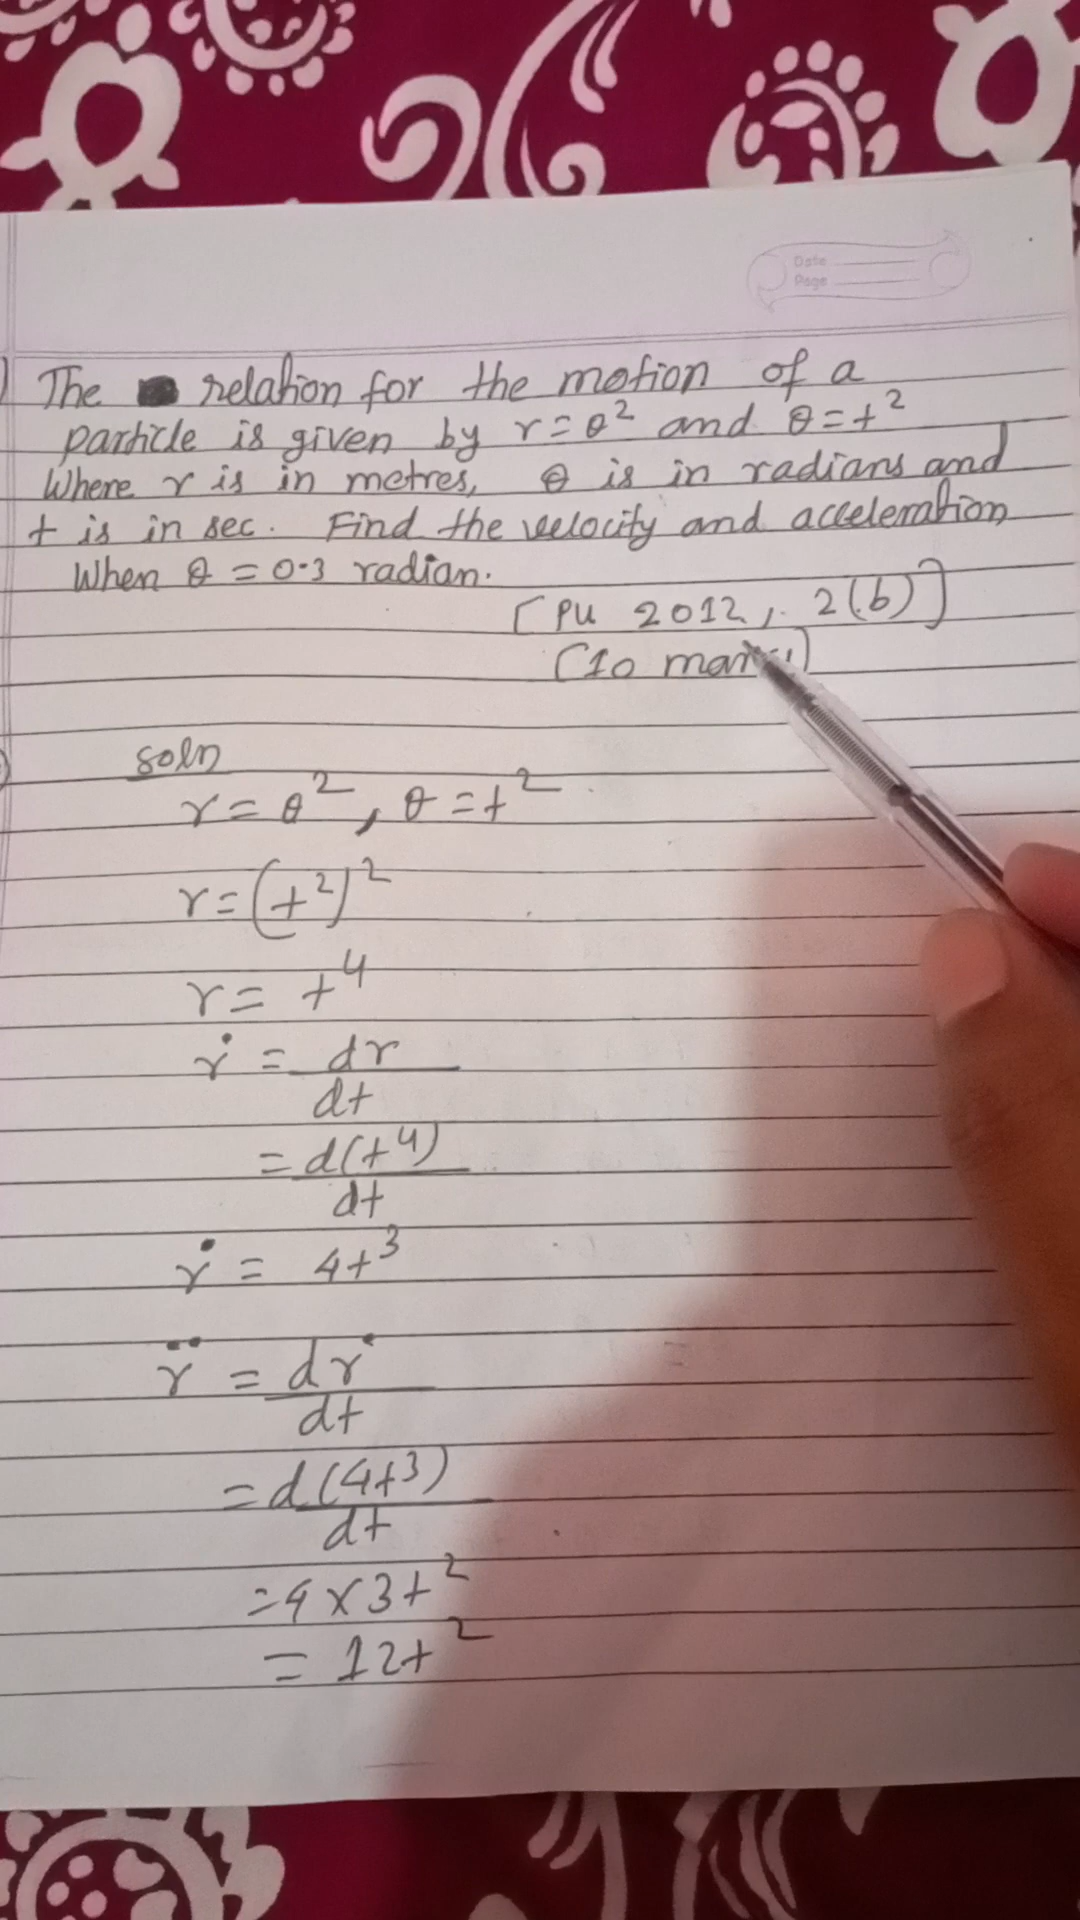 Date
Page
The relation for the motion of a
particle is given by r=θ² and θ=t²
Where r is in metres, θ is in radians and
t is in sec. Find the velocity and acceleration
When θ = 0.3 radian.
[PU 2012, 2(b)]
soln
r = θ², θ = t²
r = (t²)²
r = t⁴
ṙ = dr
dt
= d(t⁴)
dt
ṙ = 4t³
r̈ = dṙ
dt
= d(4t³)
dt
= 4 × 3t²
= 12t²